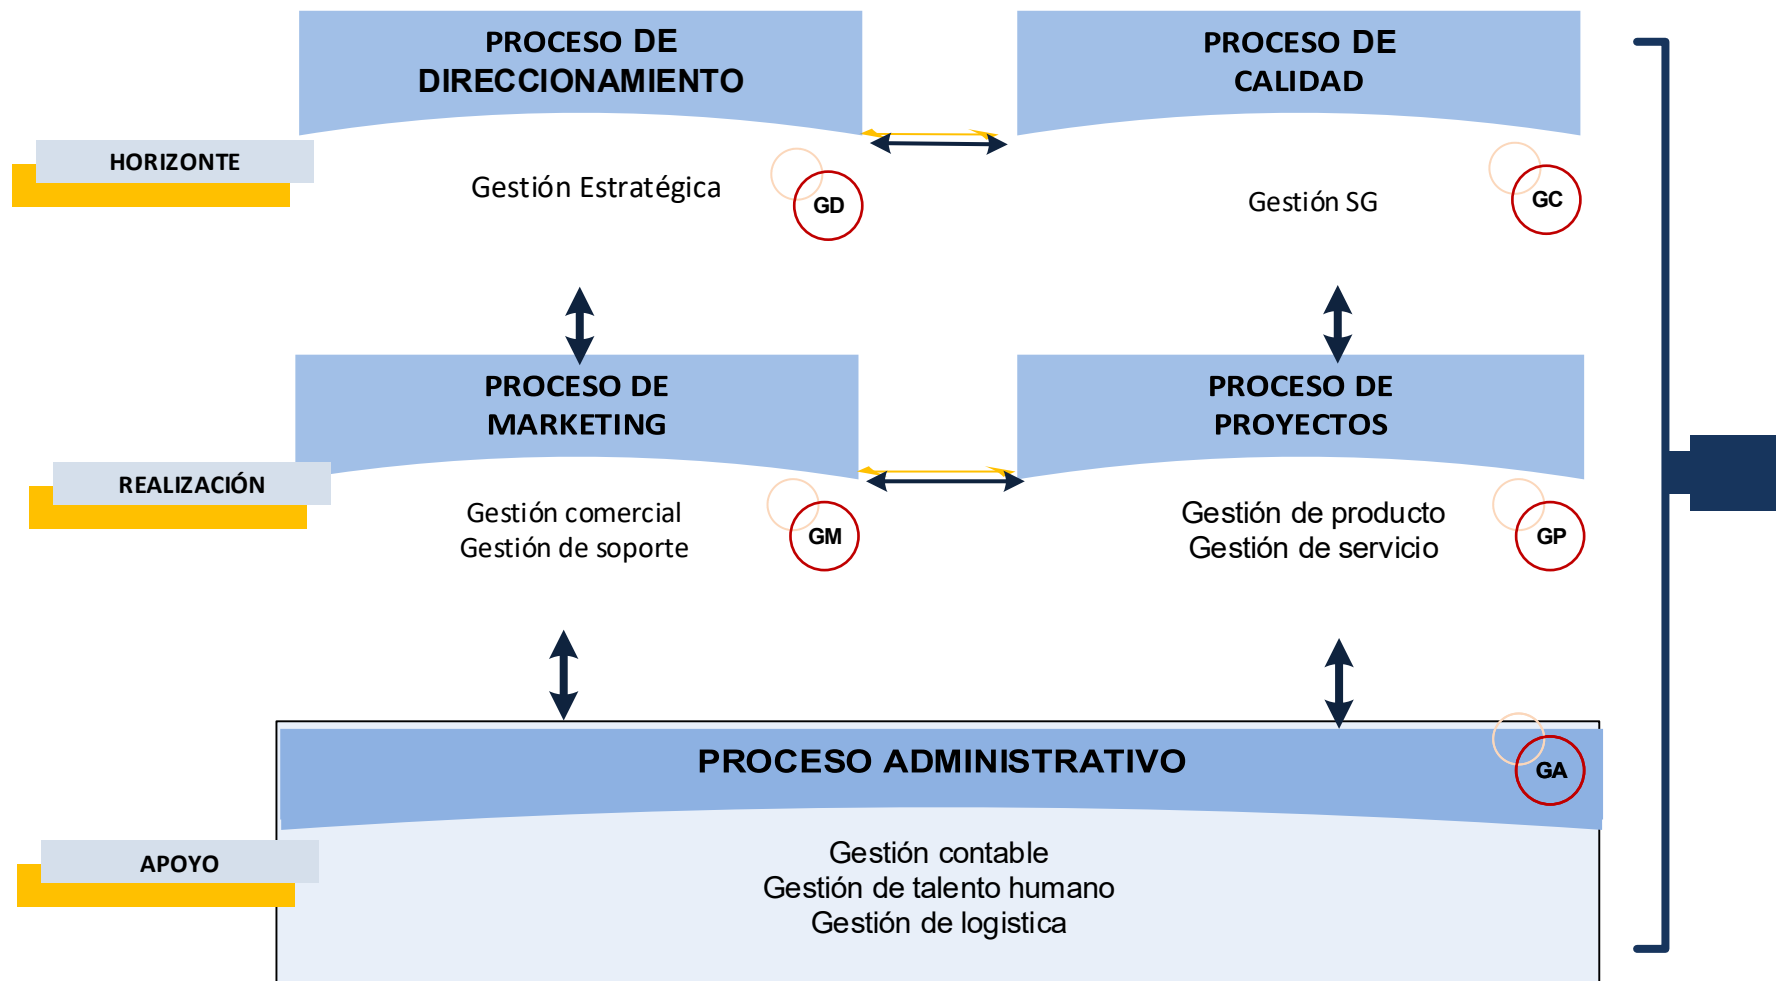 PROCESO DE
DIRECCIONAMIENTO
PROCESO DE
CALIDAD
HORIZONTE
Gestión Estratégica
GD
Gestión SG
GC
PROCESO DE
MARKETING
PROCESO DE
PROYECTOS
REALIZACIÓN
Gestión comercial
Gestión de soporte
GM
Gestión de producto
Gestión de servicio
GP
PROCESO ADMINISTRATIVO
GA
APOYO
Gestión contable
Gestión de talento humano
Gestión de logistica